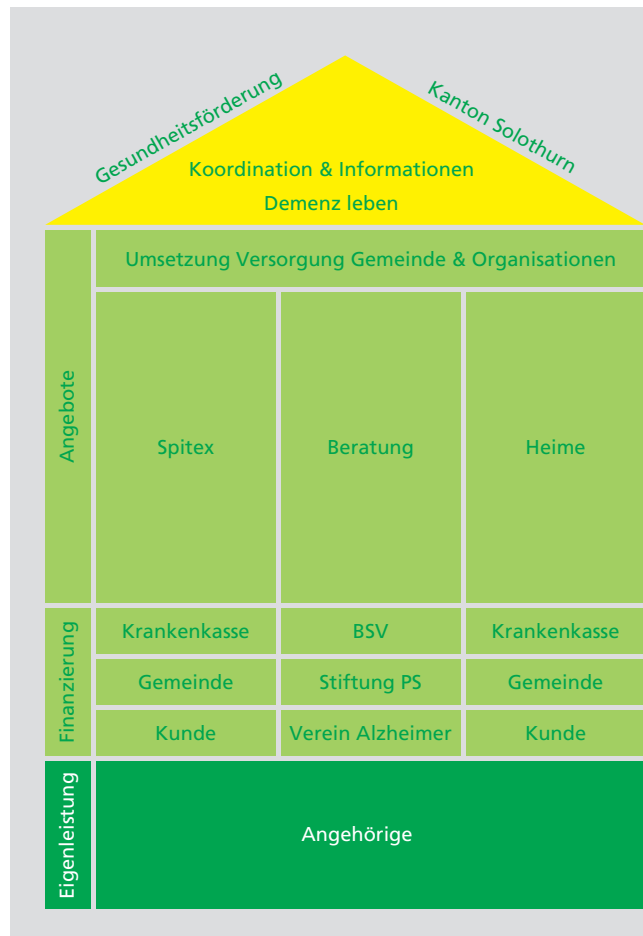 Gesundheitsförderung
Kanton Solothurn
Koordination & Informationen
Demenz leben
Angebote
Umsetzung Versorgung Gemeinde & Organisationen
Spitex
Beratung
Heime
Finanzierung
Krankenkasse
BSV
Krankenkasse
Gemeinde
Stiftung PS
Gemeinde
Kunde
Verein Alzheimer
Kunde
Eigenleistung
Angehörige